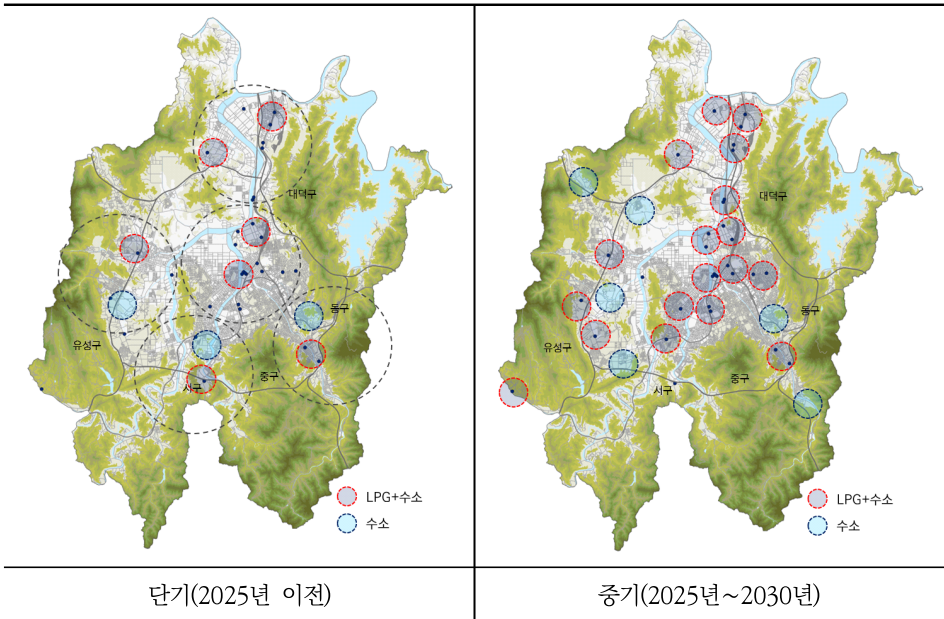 대덕구
동구
유성구
중구
서구
LPG+수소
수소
대덕구
동구
유성구
중구
서구
LPG+수소
수소
단기(2025년 이전)
중기(2025년~2030년)